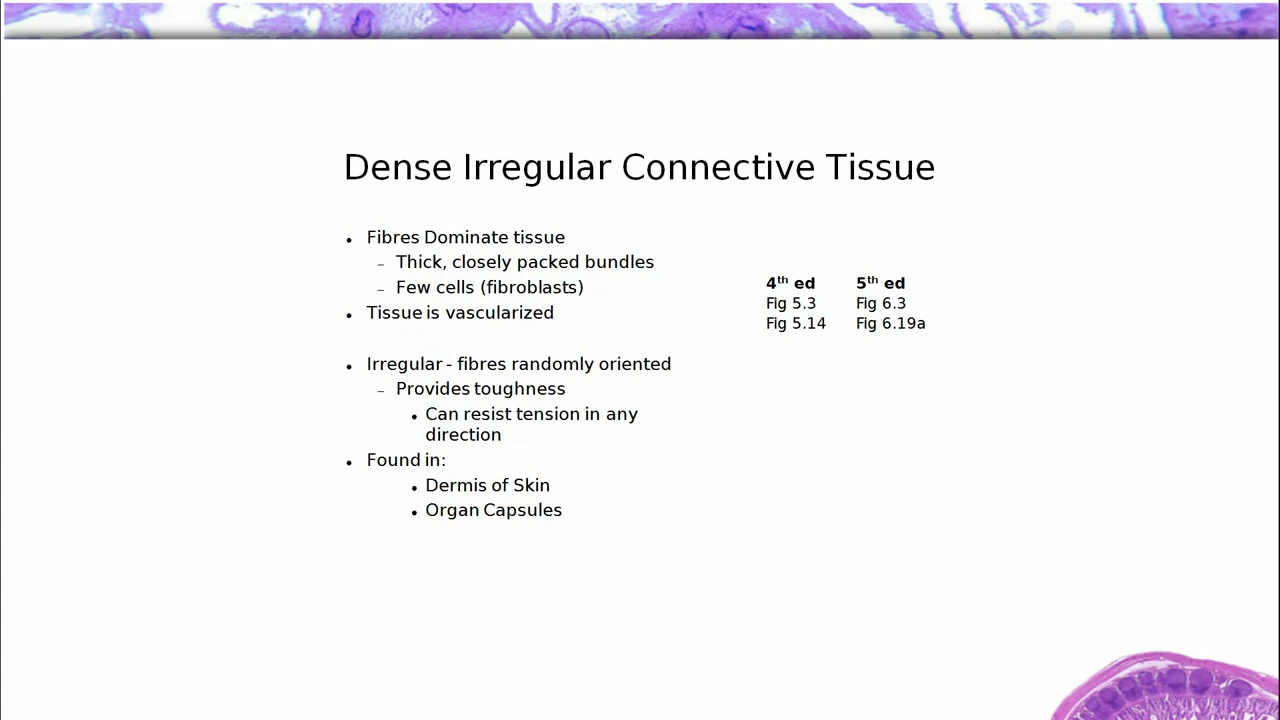 Dense Irregular Connective Tissue
• Fibres Dominate tissue
– Thick, closely packed bundles
– Few cells (fibroblasts)
• Tissue is vascularized
• Irregular - fibres randomly oriented
– Provides toughness
• Can resist tension in any
direction
• Found in:
• Dermis of Skin
• Organ Capsules
4th ed 5th ed
Fig 5.3 Fig 6.3
Fig 5.14 Fig 6.19a